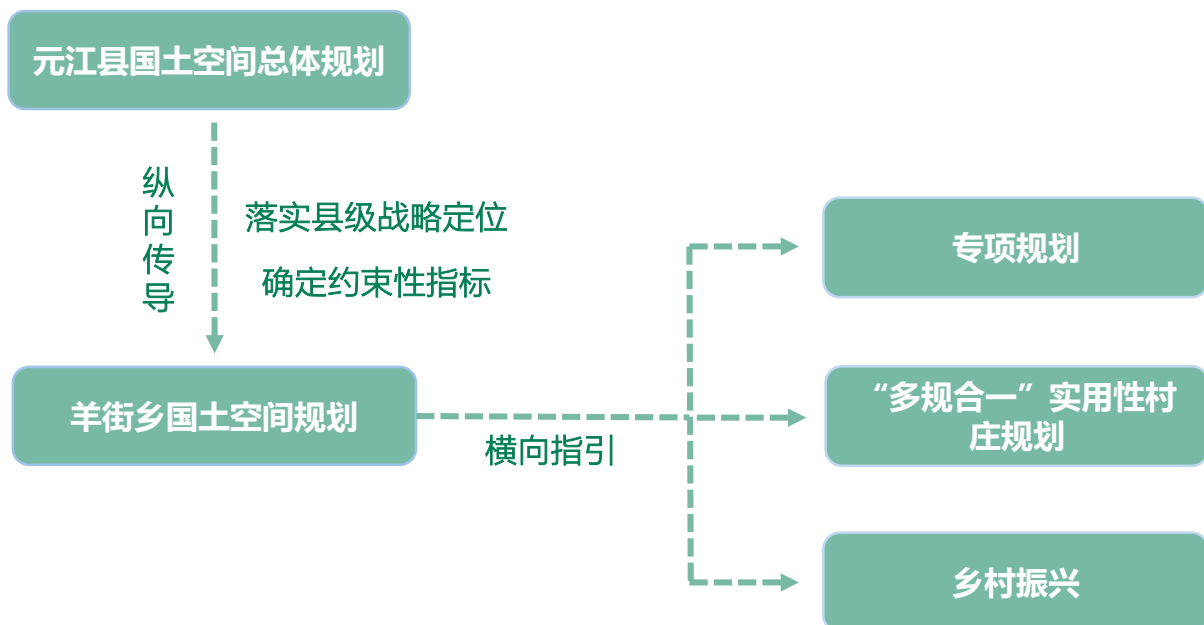 元江县国土空间总体规划
纵向传导
落实县级战略定位
确定约束性指标
专项规划
羊街乡国土空间规划
横向指引
“多规合一”实用性村
庄规划
乡村振兴